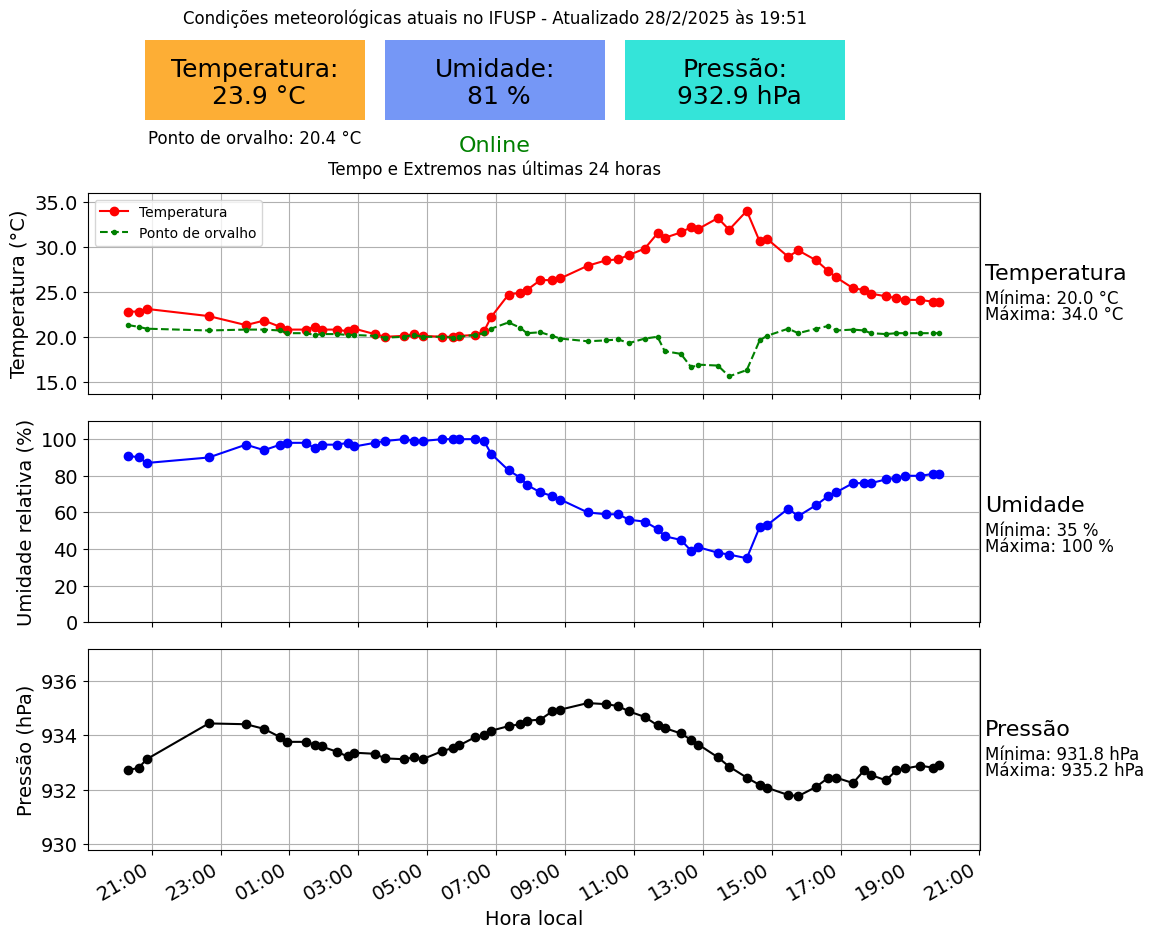 Condições meteorológicas atuais no IFUSP - Atualizado 28/2/2025 às 19:51
Temperatura:
23.9 °C
Umidade:
81 %
Pressão:
932.9 hPa
Ponto de orvalho: 20.4 °C
Online
Tempo e Extremos nas últimas 24 horas
Temperatura (°C)
35.0
30.0
25.0
20.0
15.0
Temperatura
Ponto de orvalho
Temperatura
Mínima: 20.0 °C
Máxima: 34.0 °C
Umidade relativa (%)
100
80
60
40
20
0
Umidade
Mínima: 35 %
Máxima: 100 %
Pressão (hPa)
936
934
932
930
Pressão
Mínima: 931.8 hPa
Máxima: 935.2 hPa
21:00 23:00 01:00 03:00 05:00 07:00 09:00 11:00 13:00 15:00 17:00 19:00 21:00
Hora local